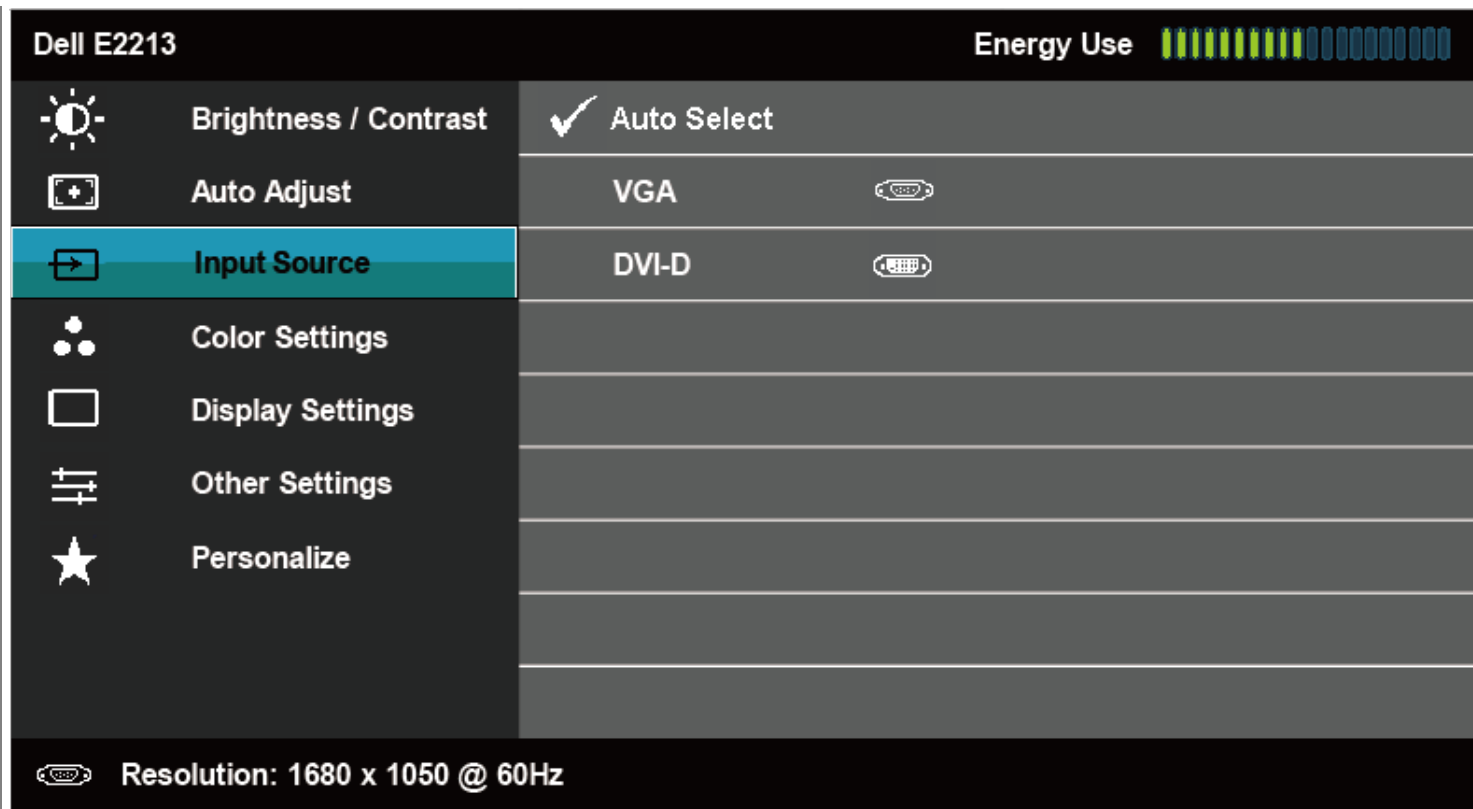 Dell E2213 Energy Use
Brightness / Contrast Auto Select
Auto Adjust VGA
Input Source DVI-D
Color Settings
Display Settings
Other Settings
Personalize
Resolution: 1680 x 1050 @ 60Hz